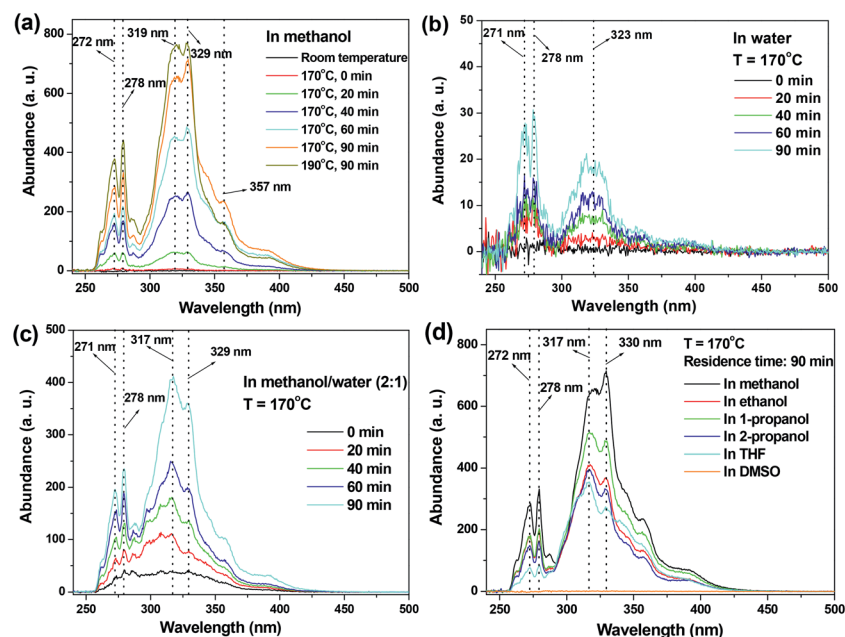 (a)
In methanol
319 nm
329 nm
272 nm
278 nm
357 nm
Room temperature
170°C, 0 min
170°C, 20 min
170°C, 40 min
170°C, 60 min
170°C, 90 min
190°C, 90 min
Abundance (a. u.)
800
600
400
200
0
250 300 350 400 450 500
Wavelength (nm)
(b)
In water
T = 170°C
271 nm
278 nm
323 nm
0 min
20 min
40 min
60 min
90 min
Abundance (a. u.)
50
40
30
20
10
0
250 300 350 400 450 500
Wavelength (nm)
(c)
317 nm
271 nm
329 nm
278 nm
In methanol/water (2:1)
T = 170°C
0 min
20 min
40 min
60 min
90 min
Abundance (a. u.)
500
400
300
200
100
0
250 300 350 400 450 500
Wavelength (nm)
(d)
317 nm
330 nm
272 nm
278 nm
T = 170°C
Residence time: 90 min
In methanol
In ethanol
In 1-propanol
In 2-propanol
In THF
In DMSO
Abundance (a. u.)
800
600
400
200
0
250 300 350 400 450 500
Wavelength (nm)